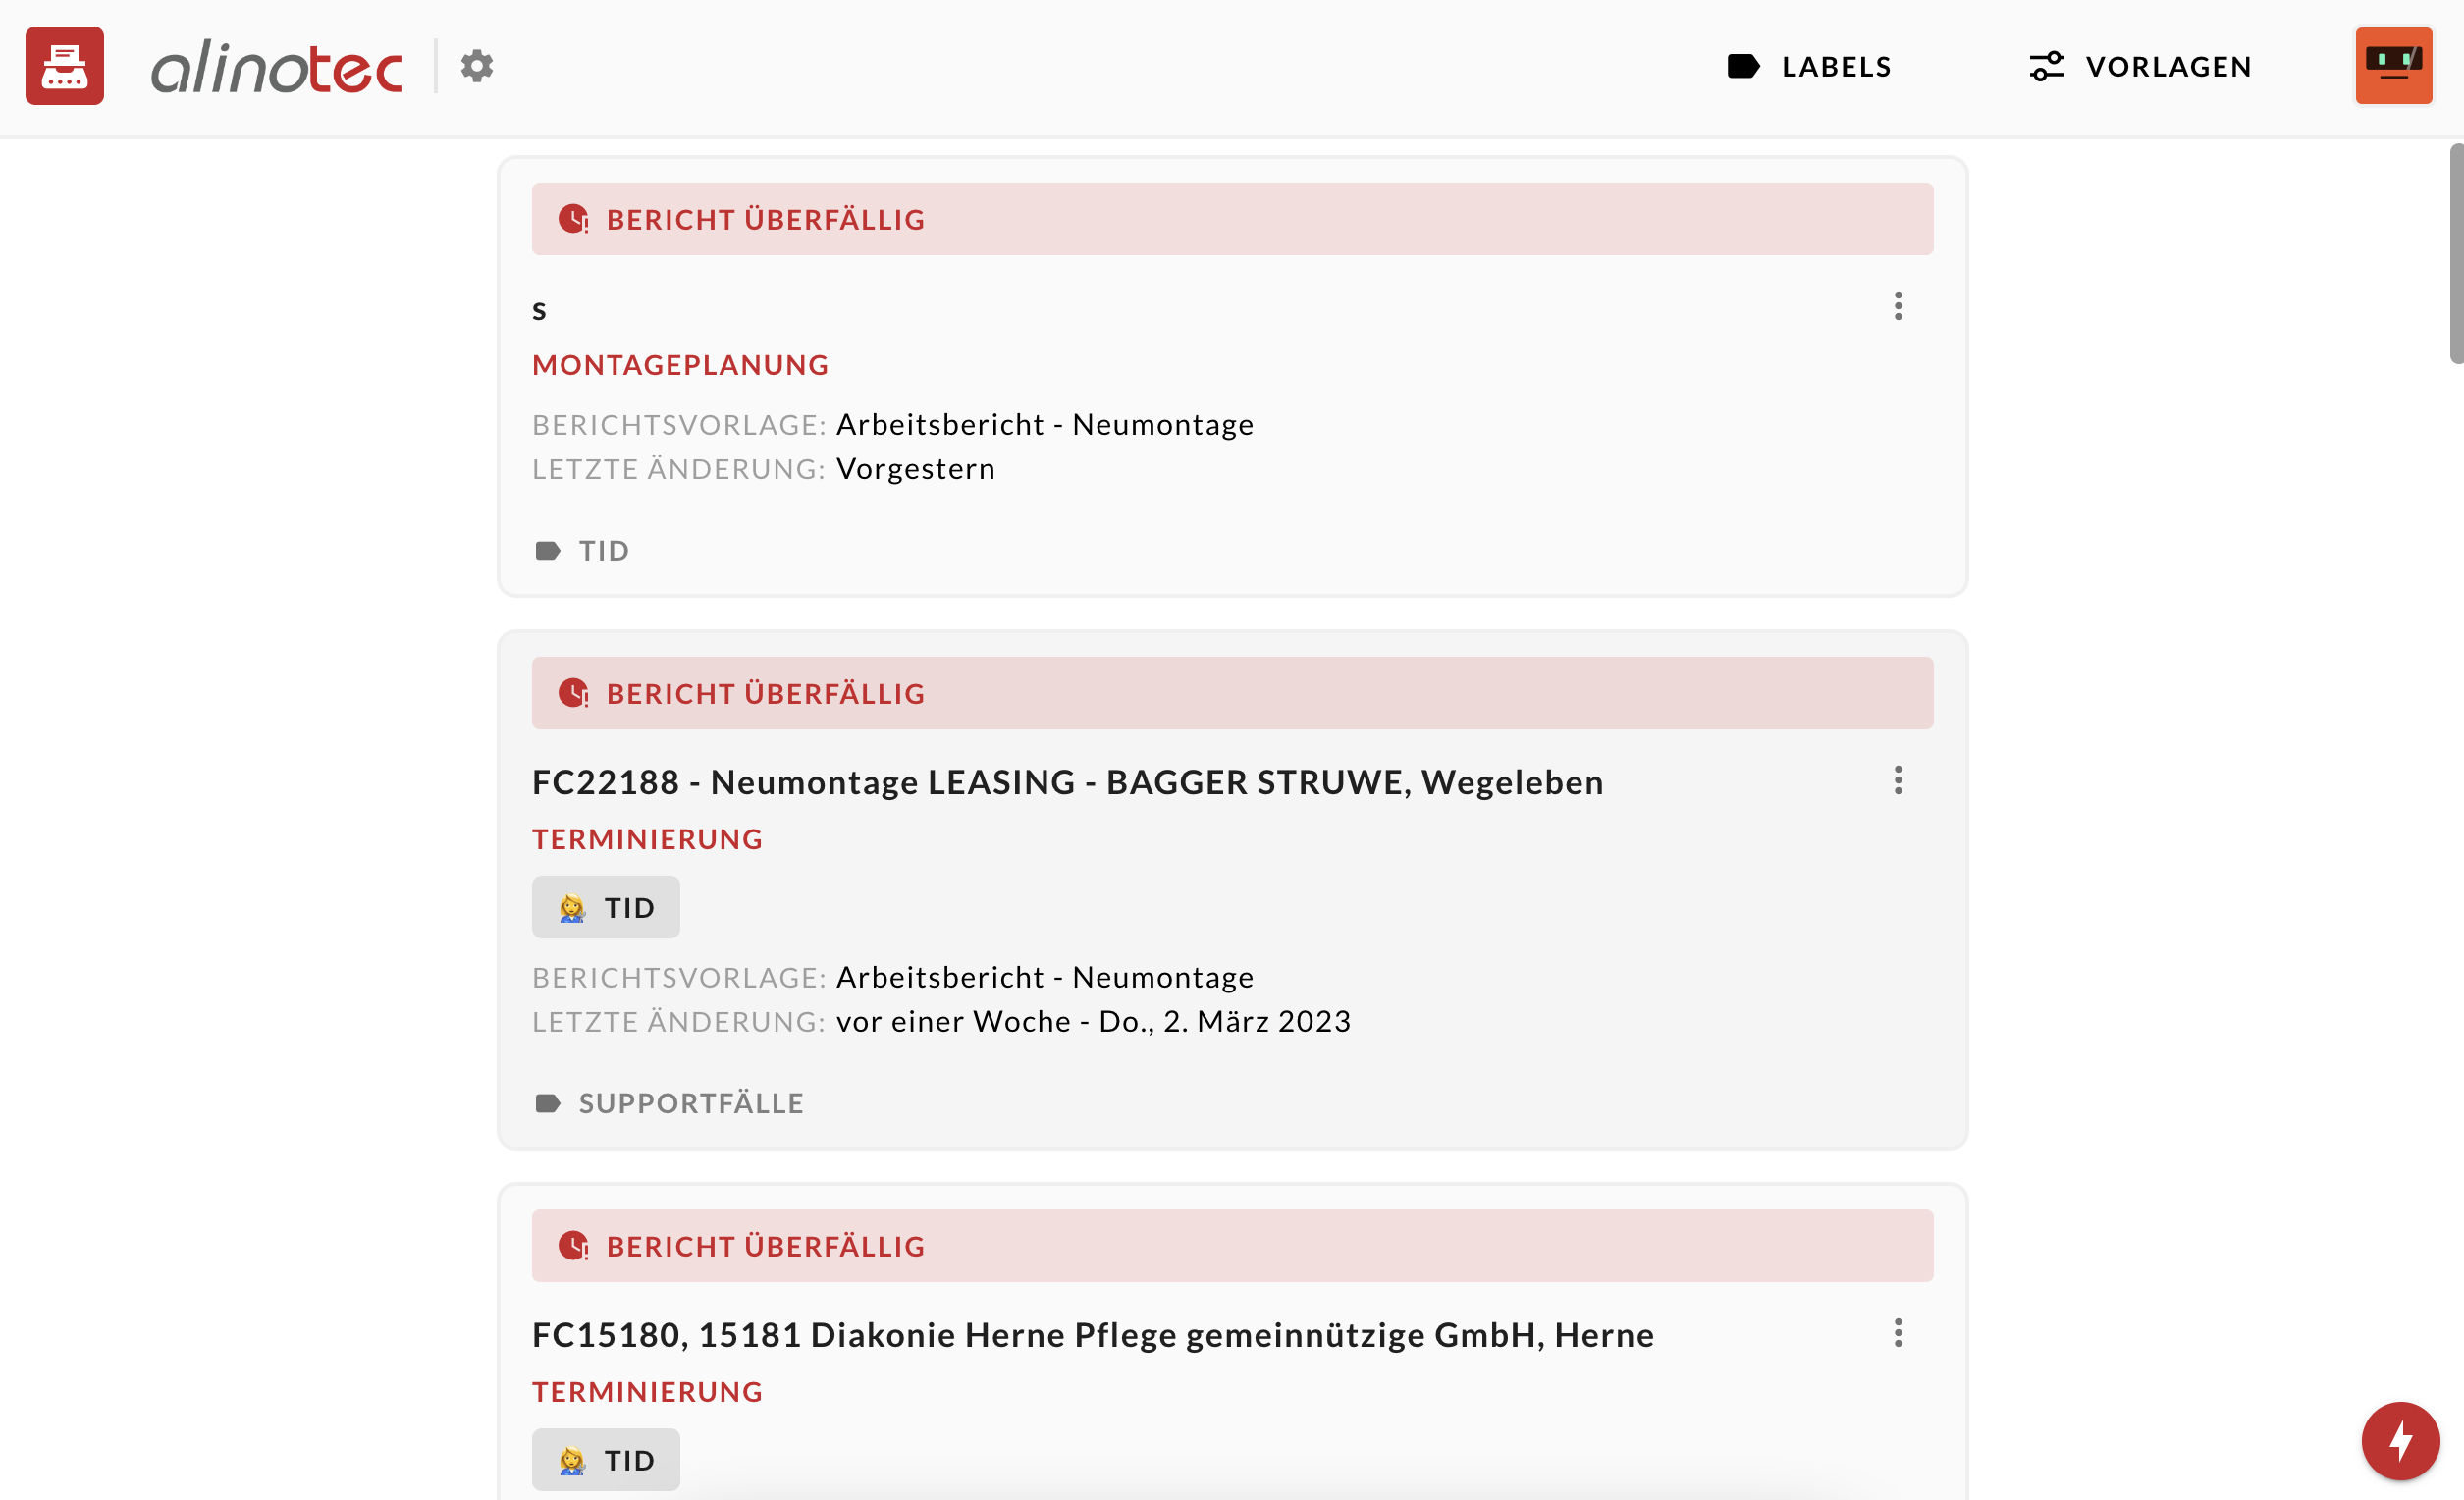 alinotec
LABELS
VORLAGEN
BERICHT ÜBERFÄLLIG
s
MONTAGEPLANUNG
BERICHTSVORLAGE: Arbeitsbericht - Neumontage
LETZTE ÄNDERUNG: Vorgestern
TID
BERICHT ÜBERFÄLLIG
FC22188 - Neumontage LEASING - BAGGER STRUWE, Wegeleben
TERMINIERUNG
TID
BERICHTSVORLAGE: Arbeitsbericht - Neumontage
LETZTE ÄNDERUNG: vor einer Woche - Do., 2. März 2023
SUPPORTFÄLLE
BERICHT ÜBERFÄLLIG
FC15180, 15181 Diakonie Herne Pflege gemeinnützige GmbH, Herne
TERMINIERUNG
TID